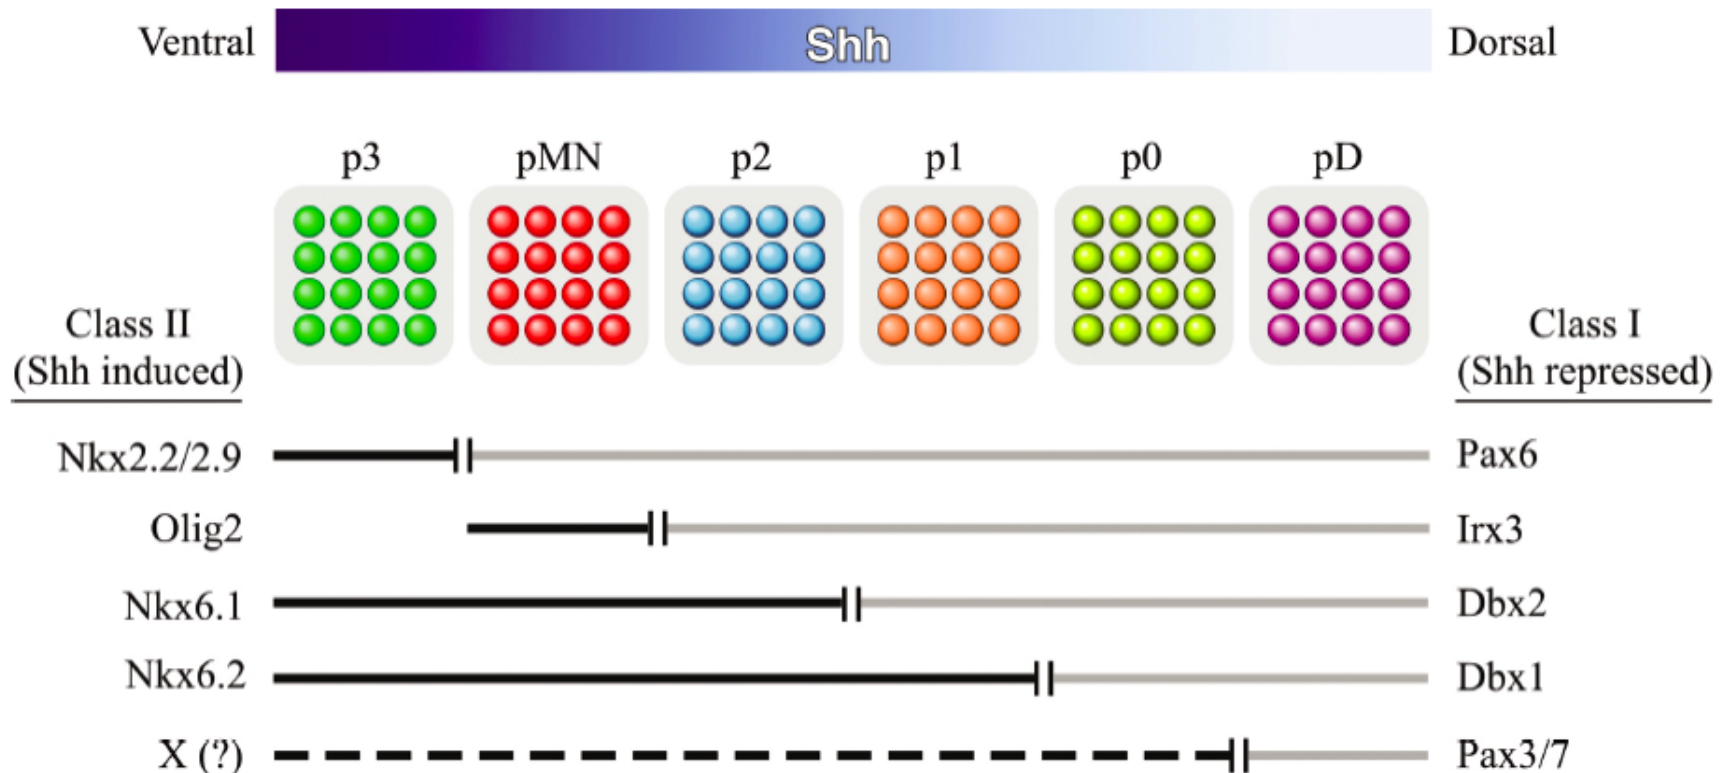 Ventral
Shh
Dorsal
p3
pMN
p2
p1
p0
pD
Class II
(Shh induced)
Class I
(Shh repressed)
Nkx2.2/2.9
Pax6
Olig2
Irx3
Nkx6.1
Dbx2
Nkx6.2
Dbx1
X (?)
Pax3/7